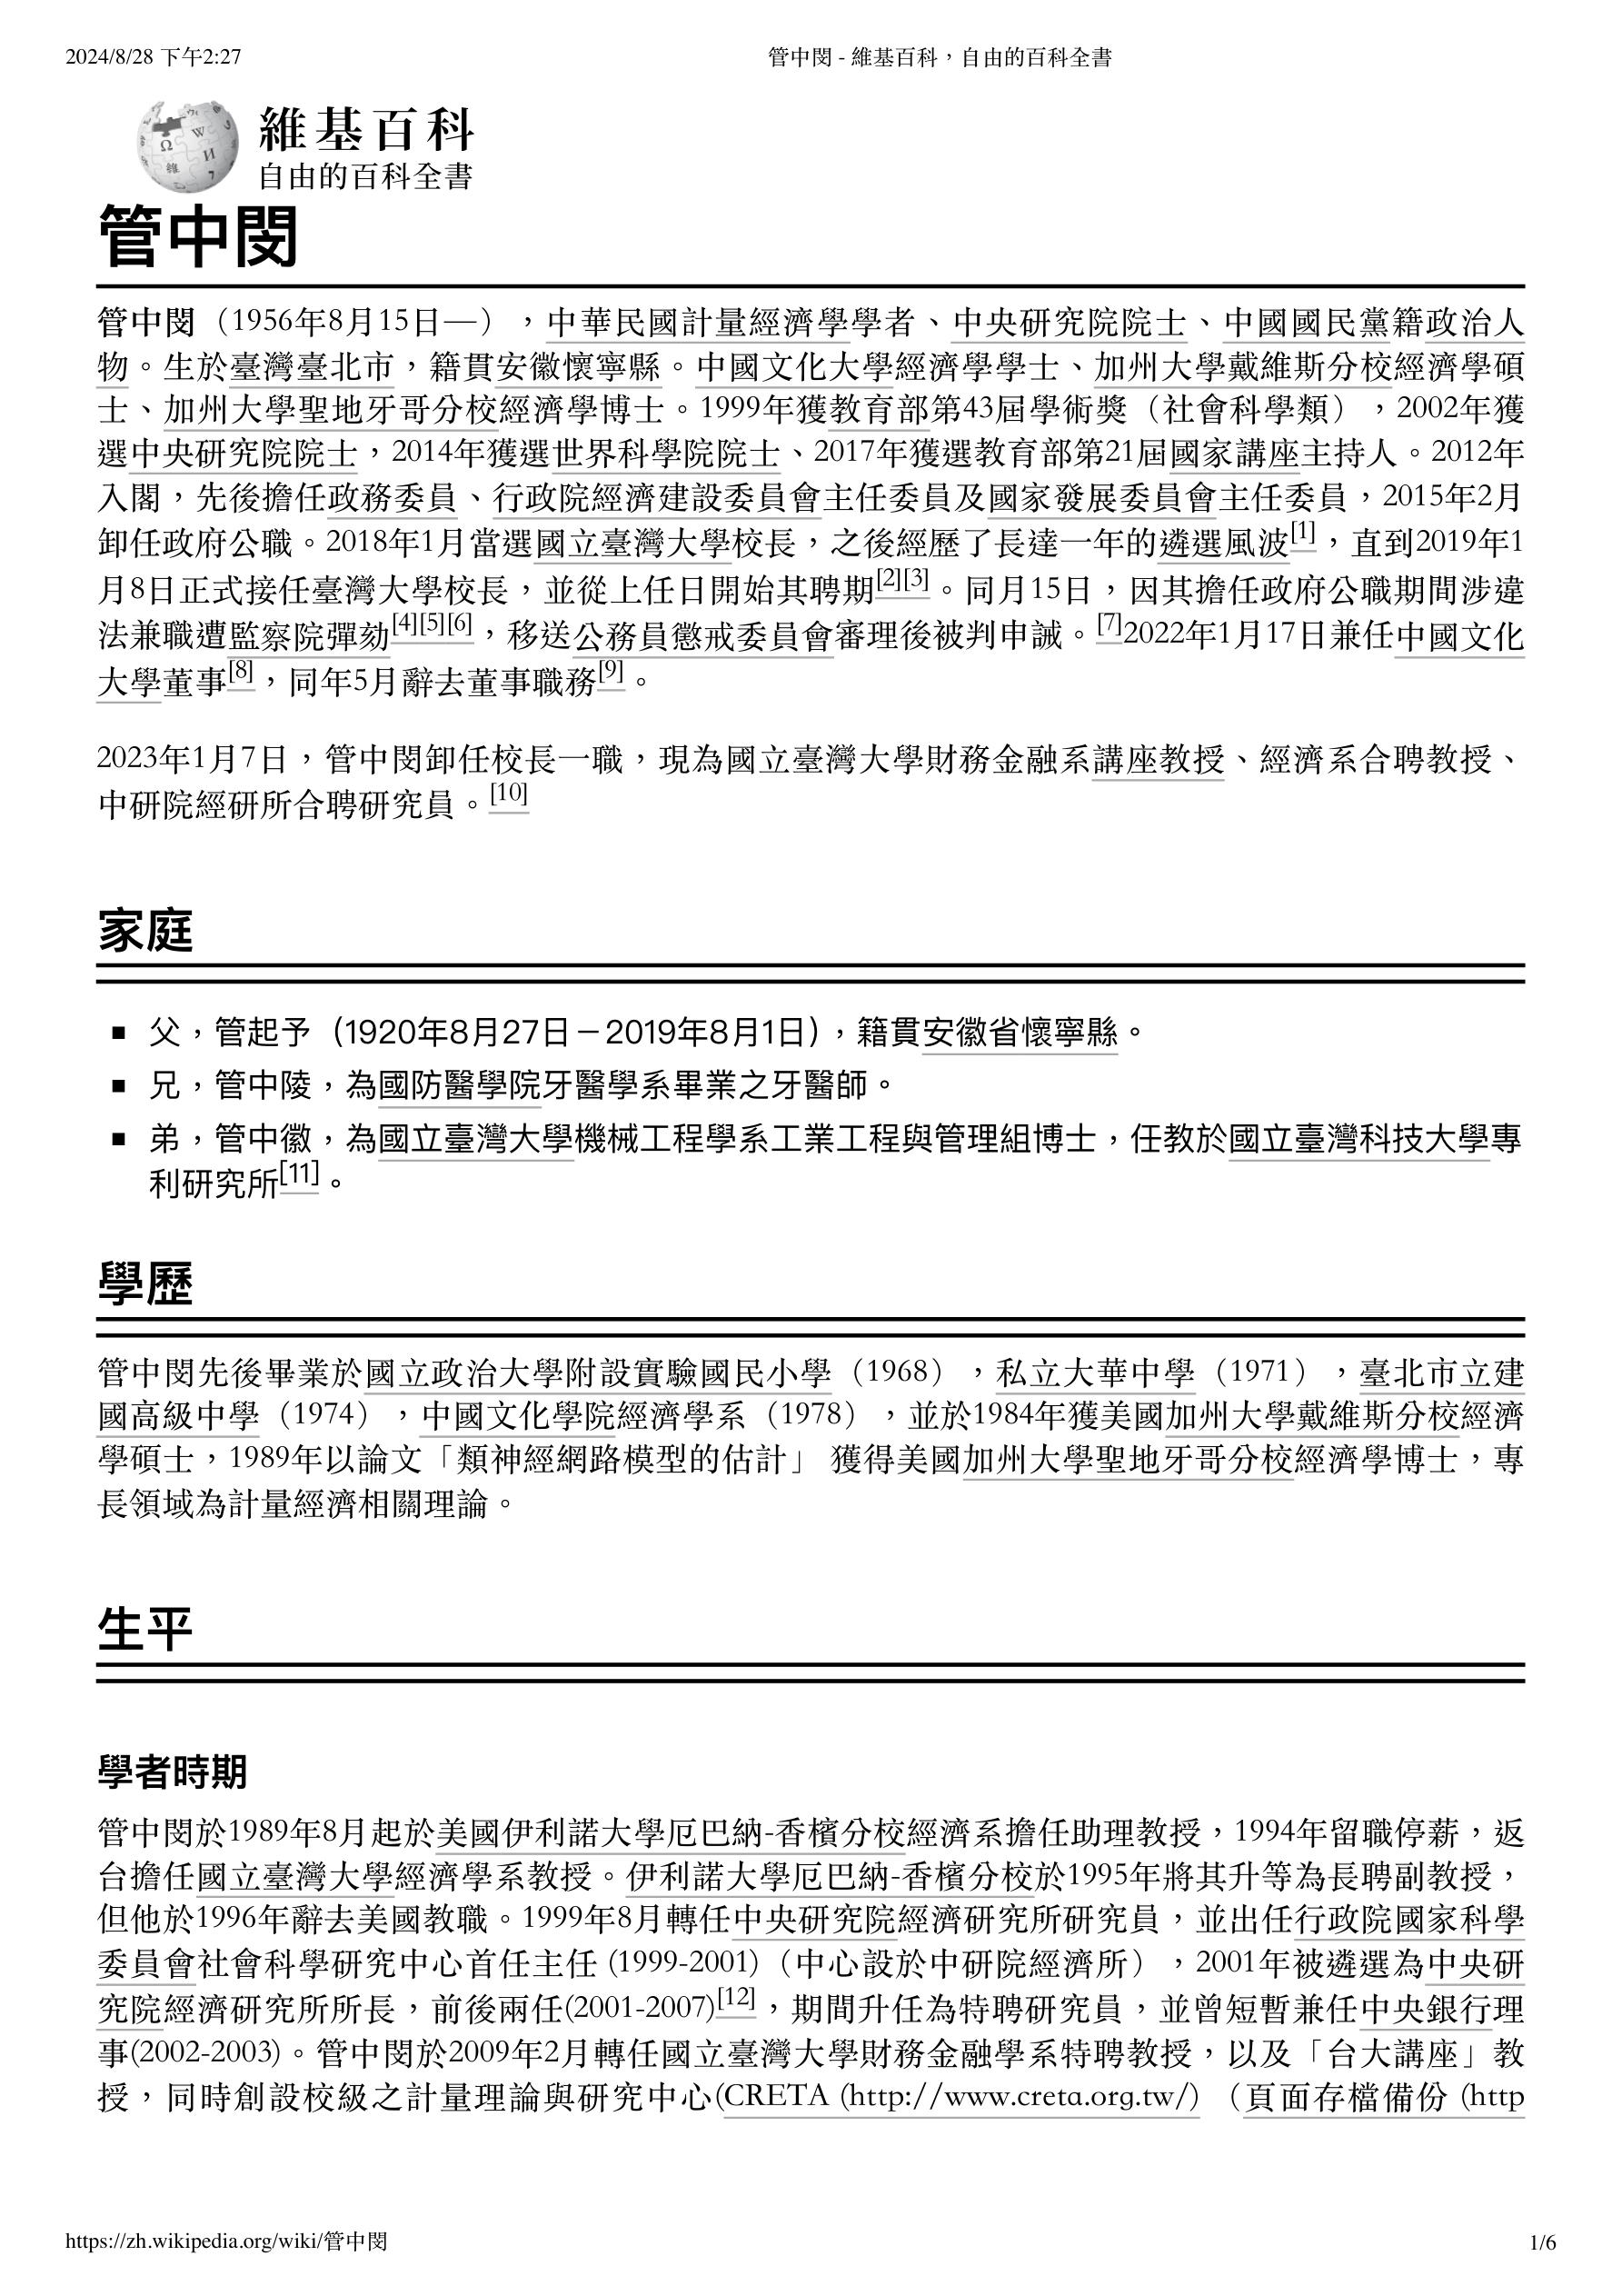 2024/8/28 下午2:27
管中閔 - 維基百科，自由的百科全書
維基百科
自由的百科全書
管中閔
管中閔（1956年8月15日—），中華民國計量經濟學學者、中央研究院院士、中國國民黨籍政治人
物。生於臺灣臺北市，籍貫安徽懷寧縣。中國文化大學經濟學學士、加州大學戴維斯分校經濟學碩
士、加州大學聖地牙哥分校經濟學博士。1999年獲教育部第43屆學術獎（社會科學類），2002年獲
選中央研究院院士，2014年獲選世界科學院院士、2017年獲選教育部第21屆國家講座主持人。2012年
入閣，先後擔任政務委員、行政院經濟建設委員會主任委員及國家發展委員會主任委員，2015年2月
卸任政府公職。2018年1月當選國立臺灣大學校長，之後經歷了長達一年的遴選風波[1]，直到2019年1
月8日正式接任臺灣大學校長，並從上任日開始其聘期[2][3]。同月15日，因其擔任政府公職期間涉違
法兼職遭監察院彈劾[4][5][6]，移送公務員懲戒委員會審理後被判申誡。[7]2022年1月17日兼任中國文化
大學董事[8]，同年5月辭去董事職務[9]。
2023年1月7日，管中閔卸任校長一職，現為國立臺灣大學財務金融系講座教授、經濟系合聘教授、
中研院經研所合聘研究員。[10]
家庭
▪ 父，管起予（1920年8月27日－2019年8月1日），籍貫安徽省懷寧縣。
▪ 兄，管中陵，為國防醫學院牙醫學系畢業之牙醫師。
▪ 弟，管中徽，為國立臺灣大學機械工程學系工業工程與管理組博士，任教於國立臺灣科技大學專
利研究所[11]。
學歷
管中閔先後畢業於國立政治大學附設實驗國民小學（1968），私立大華中學（1971），臺北市立建
國高級中學（1974），中國文化學院經濟學系（1978），並於1984年獲美國加州大學戴維斯分校經濟
學碩士，1989年以論文「類神經網路模型的估計」 獲得美國加州大學聖地牙哥分校經濟學博士，專
長領域為計量經濟相關理論。
生平
學者時期
管中閔於1989年8月起於美國伊利諾大學厄巴納-香檳分校經濟系擔任助理教授，1994年留職停薪，返
台擔任國立臺灣大學經濟學系教授。伊利諾大學厄巴納-香檳分校於1995年將其升等為長聘副教授，
但他於1996年辭去美國教職。1999年8月轉任中央研究院經濟研究所研究員，並出任行政院國家科學
委員會社會科學研究中心首任主任 (1999-2001)（中心設於中研院經濟所），2001年被遴選為中央研
究院經濟研究所所長，前後兩任(2001-2007)[12]，期間升任為特聘研究員，並曾短暫兼任中央銀行理
事(2002-2003)。管中閔於2009年2月轉任國立臺灣大學財務金融學系特聘教授，以及「台大講座」教
授，同時創設校級之計量理論與研究中心(CRETA (http://www.creta.org.tw/)（頁面存檔備份 (http
https://zh.wikipedia.org/wiki/管中閔
1/6